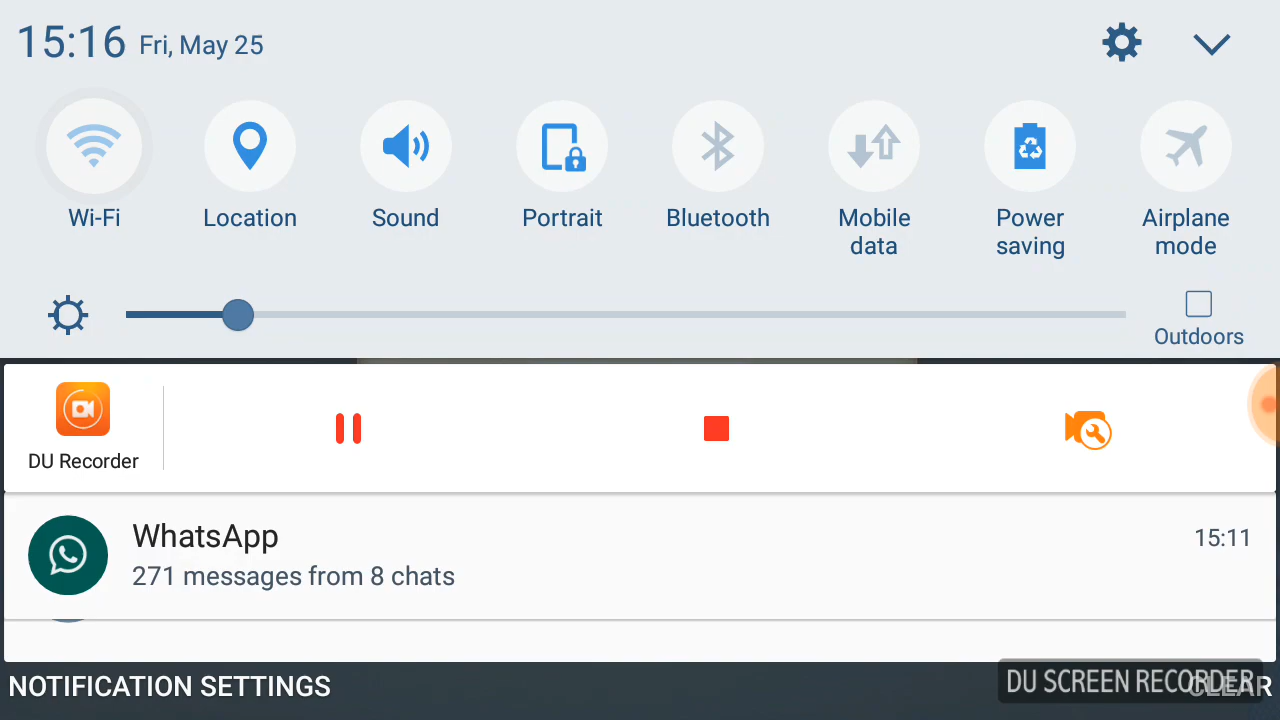 15:16 Fri, May 25
Wi-Fi Location Sound Portrait Bluetooth Mobile data Power saving Airplane mode
Outdoors
DU Recorder
WhatsApp 15:11
271 messages from 8 chats
NOTIFICATION SETTINGS
DU SCREEN RECORDER
CLEAR